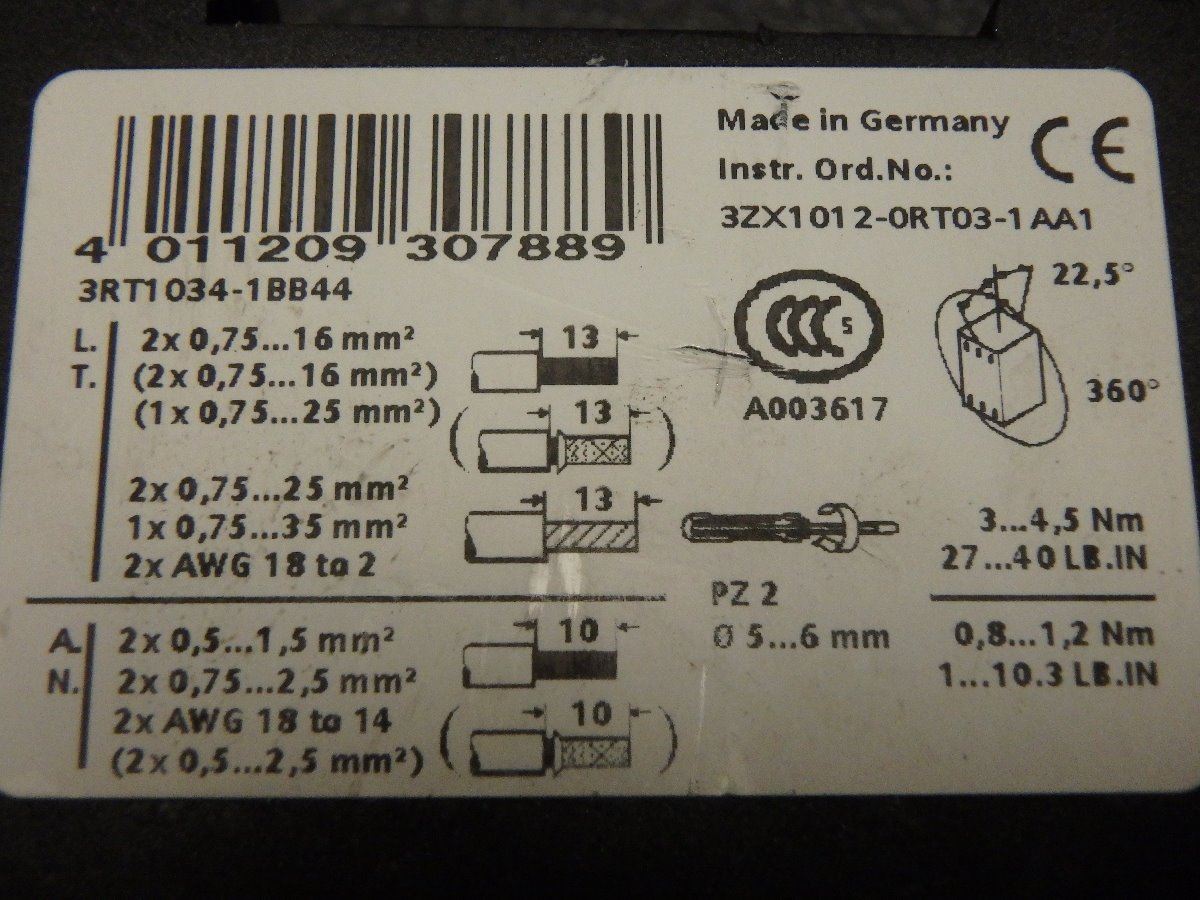 4 011209 307889
3RT1034-1BB44
Made in Germany
Instr. Ord.No.:
3ZX1012-0RT03-1AA1
CE
CCC S
A003617
22,5°
360°
L. 2x 0,75...16 mm²
T. (2x 0,75...16 mm²)
(1x 0,75...25 mm²)
2x 0,75...25 mm²
1x 0,75...35 mm²
2x AWG 18 to 2
13
13
13
PZ 2
Ø 5...6 mm
3...4,5 Nm
27...40 LB.IN
0,8...1,2 Nm
1...10.3 LB.IN
A. 2x 0,5...1,5 mm²
N. 2x 0,75...2,5 mm²
2x AWG 18 to 14
(2x 0,5...2,5 mm²)
10
10